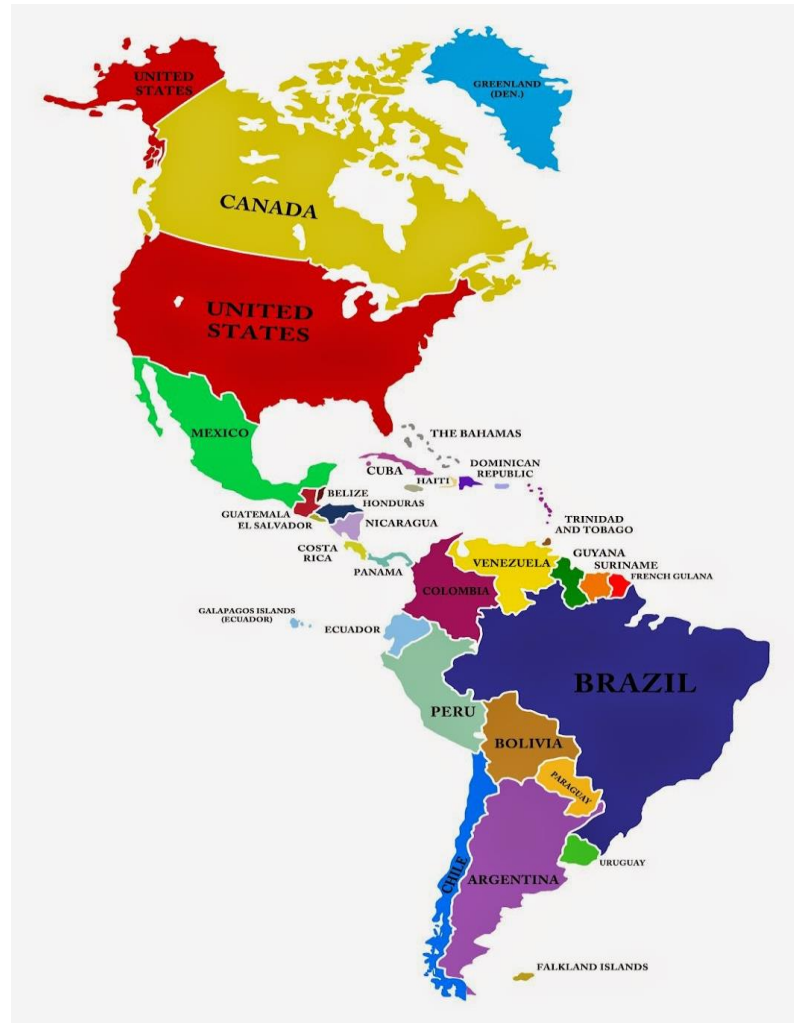 UNITED
STATES
GREENLAND
(DEN.)
CANADA
UNITED
STATES
MEXICO
THE BAHAMAS
CUBA
HAITI
DOMINICAN
REPUBLIC
BELIZE
HONDURAS
GUATEMALA
EL SALVADOR
NICARAGUA
TRINIDAD
AND TOBAGO
COSTA
RICA
PANAMA
VENEZUELA
GUYANA
SURINAME
FRENCH GULANA
COLOMBIA
GALAPAGOS ISLANDS
(ECUADOR)
ECUADOR
BRAZIL
PERU
BOLIVIA
PARAGUAY
URUGUAY
CHILE
ARGENTINA
FALKLAND ISLANDS